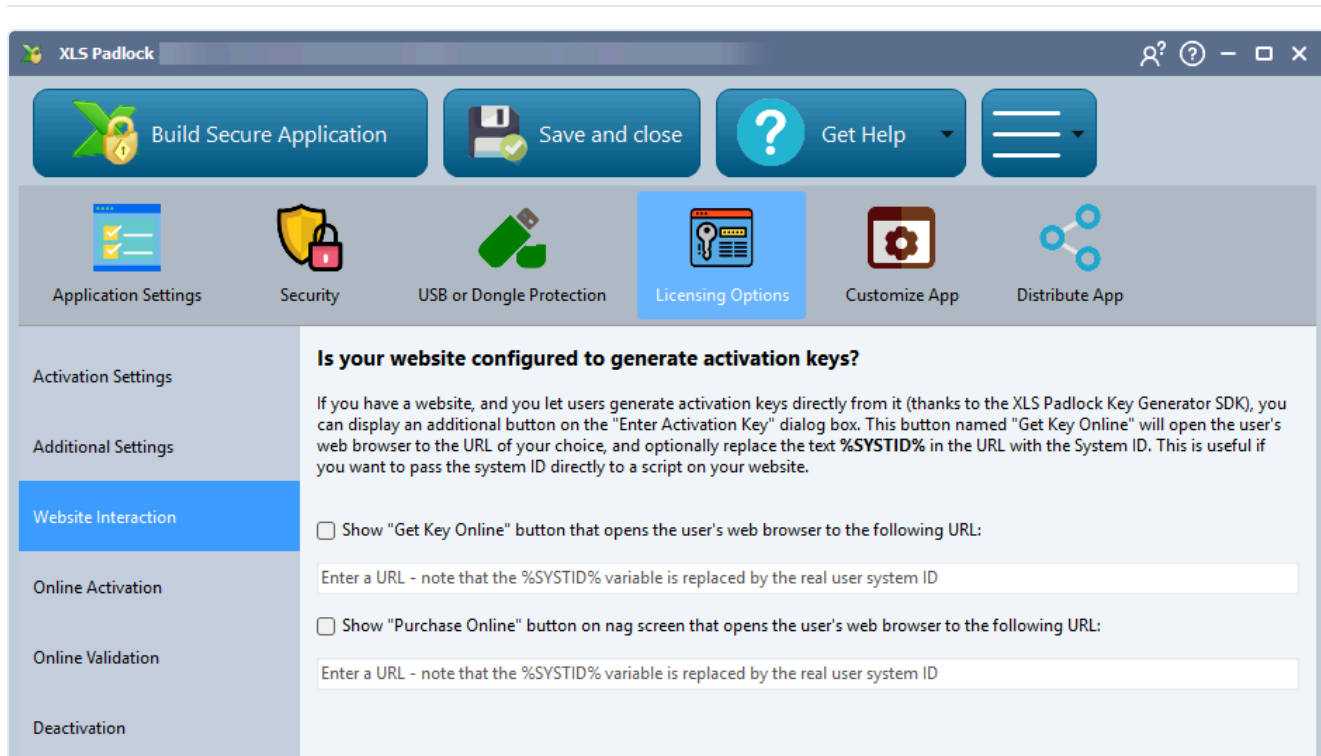 XLS Padlock
Build Secure Application
Save and close
Get Help
Application Settings
Security
USB or Dongle Protection
Licensing Options
Customize App
Distribute App
Activation Settings
Additional Settings
Website Interaction
Online Activation
Online Validation
Deactivation
Is your website configured to generate activation keys?
If you have a website, and you let users generate activation keys directly from it (thanks to the XLS Padlock Key Generator SDK), you
can display an additional button on the "Enter Activation Key" dialog box. This button named "Get Key Online" will open the user's
web browser to the URL of your choice, and optionally replace the text %SYSTID% in the URL with the System ID. This is useful if
you want to pass the system ID directly to a script on your website.
Show "Get Key Online" button that opens the user's web browser to the following URL:
Enter a URL - note that the %SYSTID% variable is replaced by the real user system ID
Show "Purchase Online" button on nag screen that opens the user's web browser to the following URL:
Enter a URL - note that the %SYSTID% variable is replaced by the real user system ID